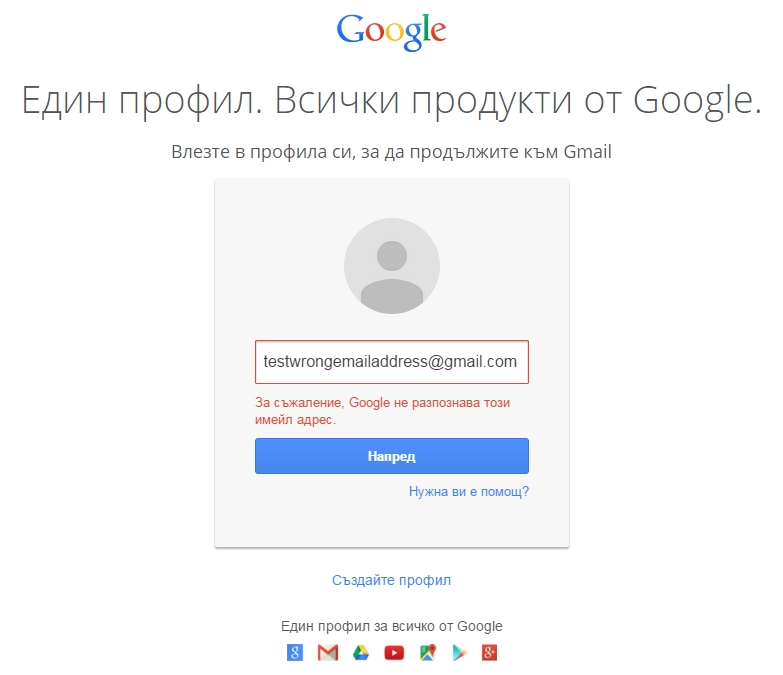 Google
Един профил. Всички продукти от Google.
Влезте в профила си, за да продължите към Gmail
testwrongemailaddress@gmail.com
За съжаление, Google не разпознава този
имейл адрес.
Напред
Нужна ви е помощ?
Създайте профил
Един профил за всичко от Google